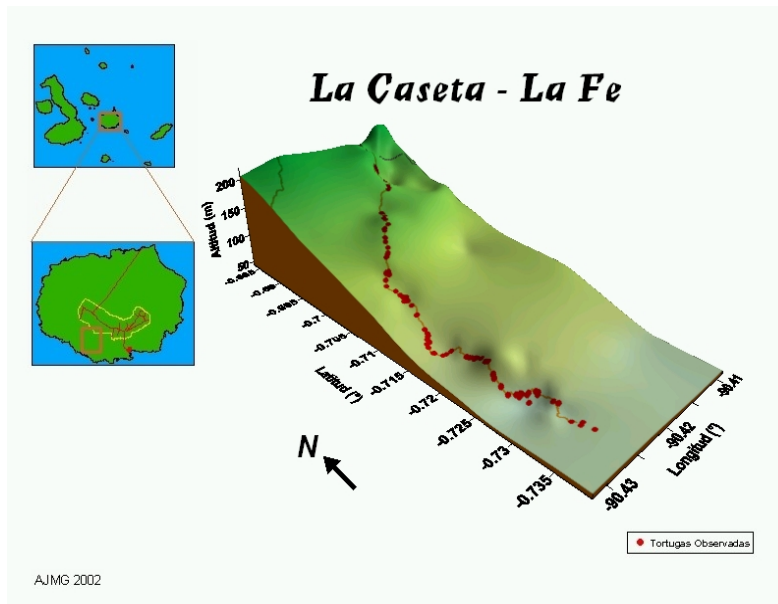 La Caseta - La Fe
Altitud (m)
200
150
100
50
-0.7
-0.705
-0.71
-0.715
-0.72
-0.725
-0.73
-0.735
Latitud (°)
-90.43
-90.42
-90.41
Longitud (°)
N
Tortugas Observadas
AJMG 2002